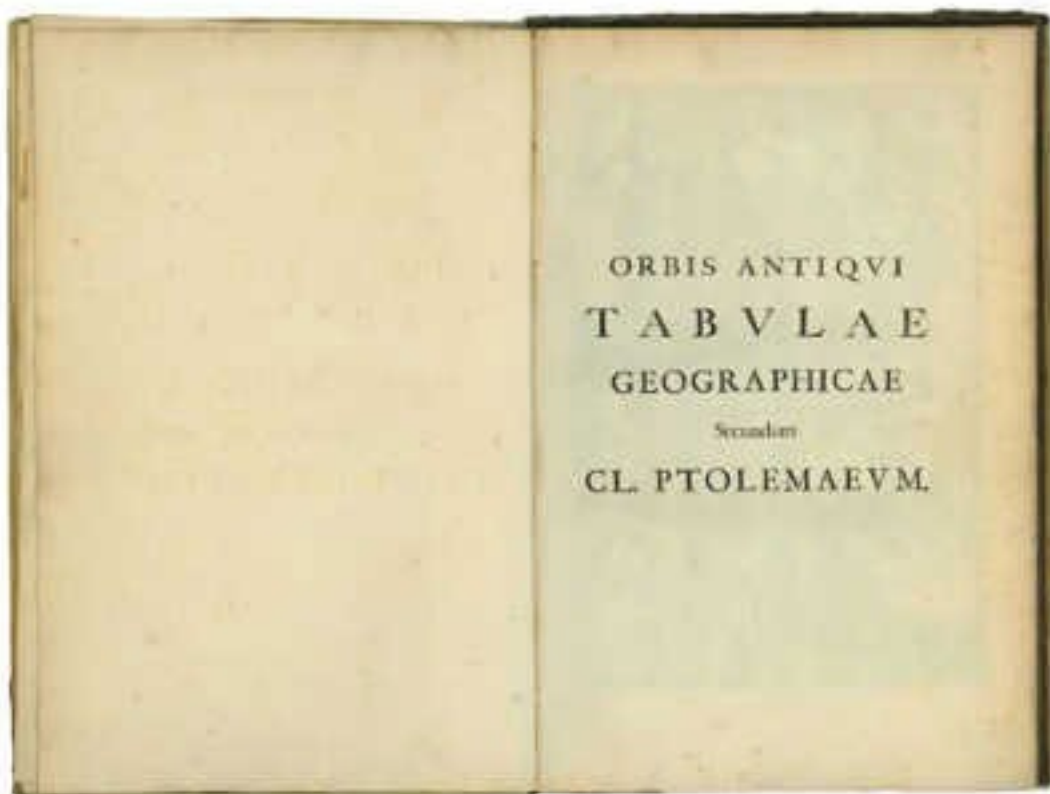 ORBIS ANTIQVI
TABVLAE
GEOGRAPHICAE
Secundum
CL. PTOLEMAEVM.